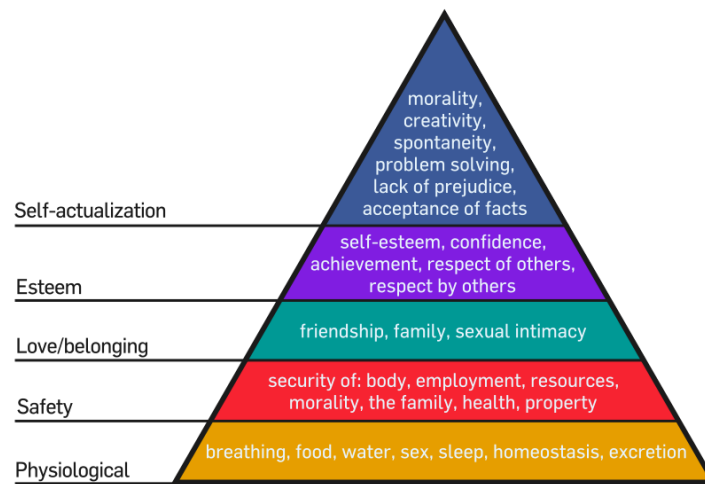 morality,
creativity,
spontaneity,
problem solving,
lack of prejudice,
acceptance of facts
Self-actualization
self-esteem, confidence,
achievement, respect of others,
respect by others
Esteem
friendship, family, sexual intimacy
Love/belonging
security of: body, employment, resources,
morality, the family, health, property
Safety
breathing, food, water, sex, sleep, homeostasis, excretion
Physiological